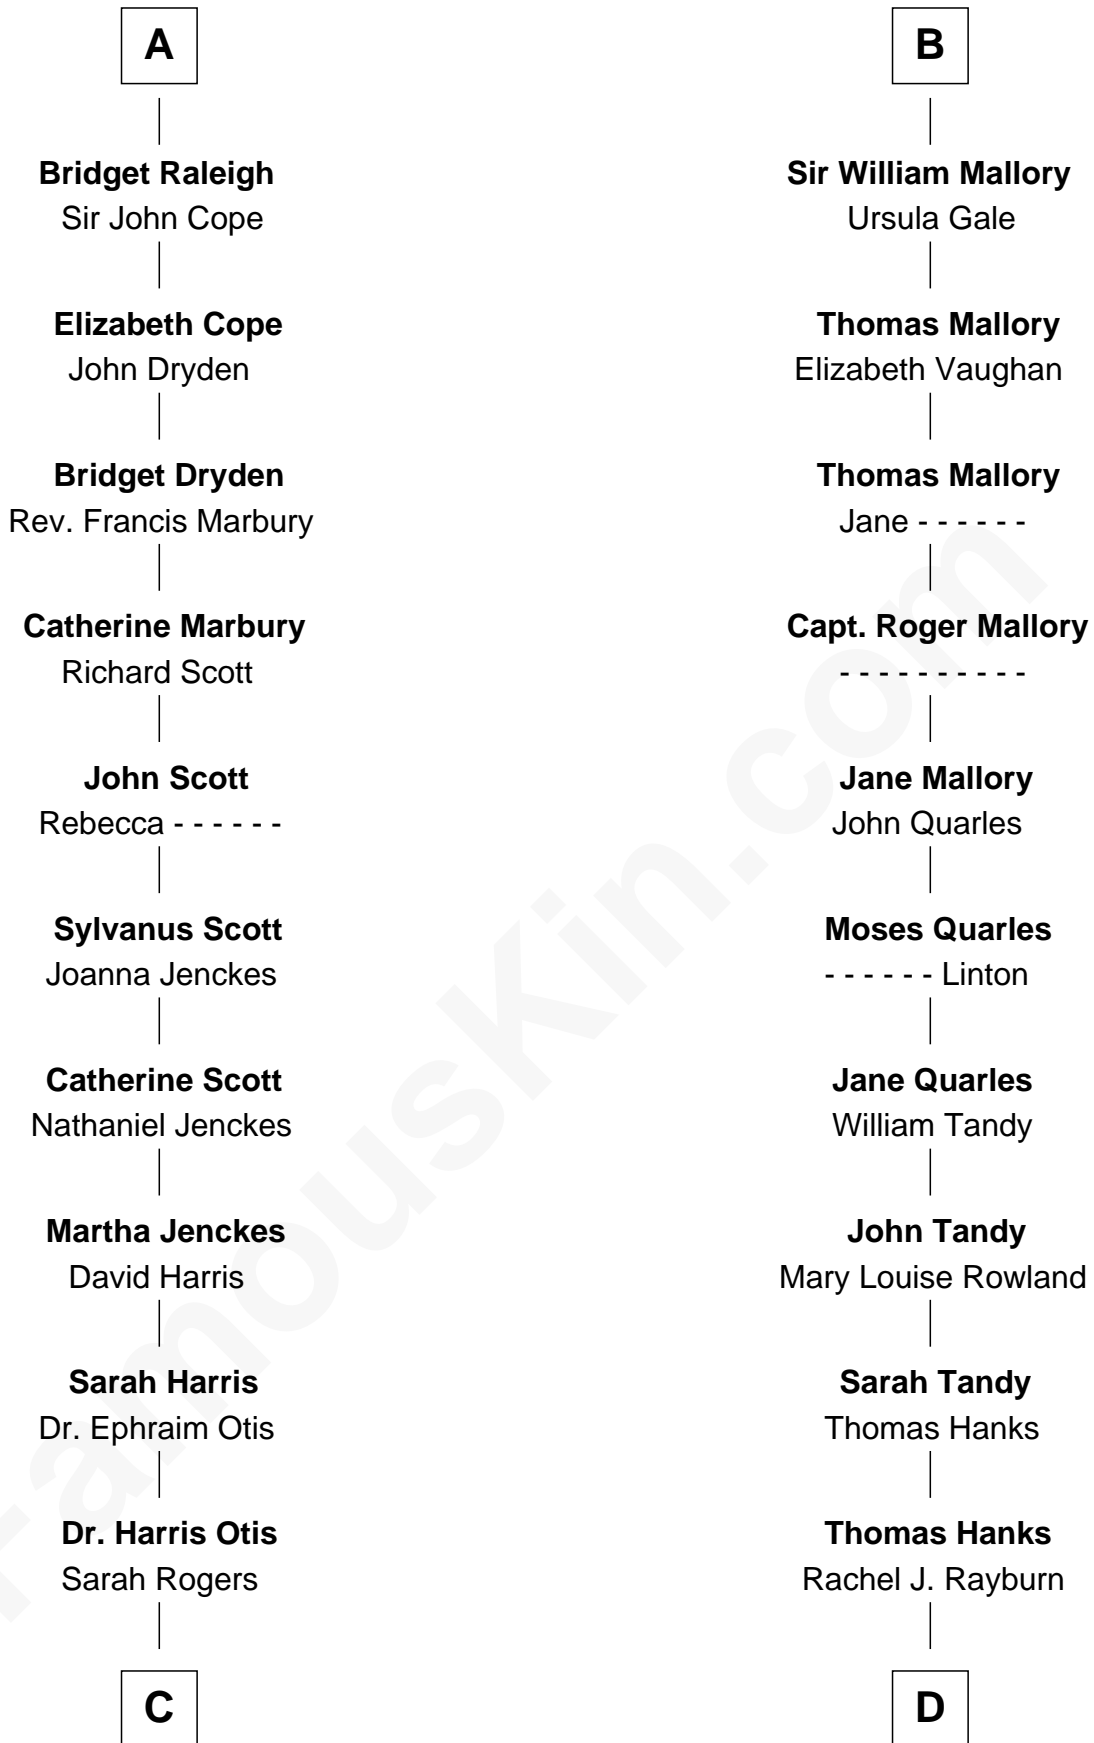 A
Bridget Raleigh
Sir John Cope
Elizabeth Cope
John Dryden
Bridget Dryden
Rev. Francis Marbury
Catherine Marbury
Richard Scott
John Scott
Rebecca - - - - - -
Sylvanus Scott
Joanna Jenckes
Catherine Scott
Nathaniel Jenckes
Martha Jenckes
David Harris
Sarah Harris
Dr. Ephraim Otis
Dr. Harris Otis
Sarah Rogers
C
B
Sir William Mallory
Ursula Gale
Thomas Mallory
Elizabeth Vaughan
Thomas Mallory
Jane - - - - - -
Capt. Roger Mallory
- - - - - - - - - -
Jane Mallory
John Quarles
Moses Quarles
- - - - - - Linton
Jane Quarles
William Tandy
John Tandy
Mary Louise Rowland
Sarah Tandy
Thomas Hanks
Thomas Hanks
Rachel J. Rayburn
D
FamousKin.com